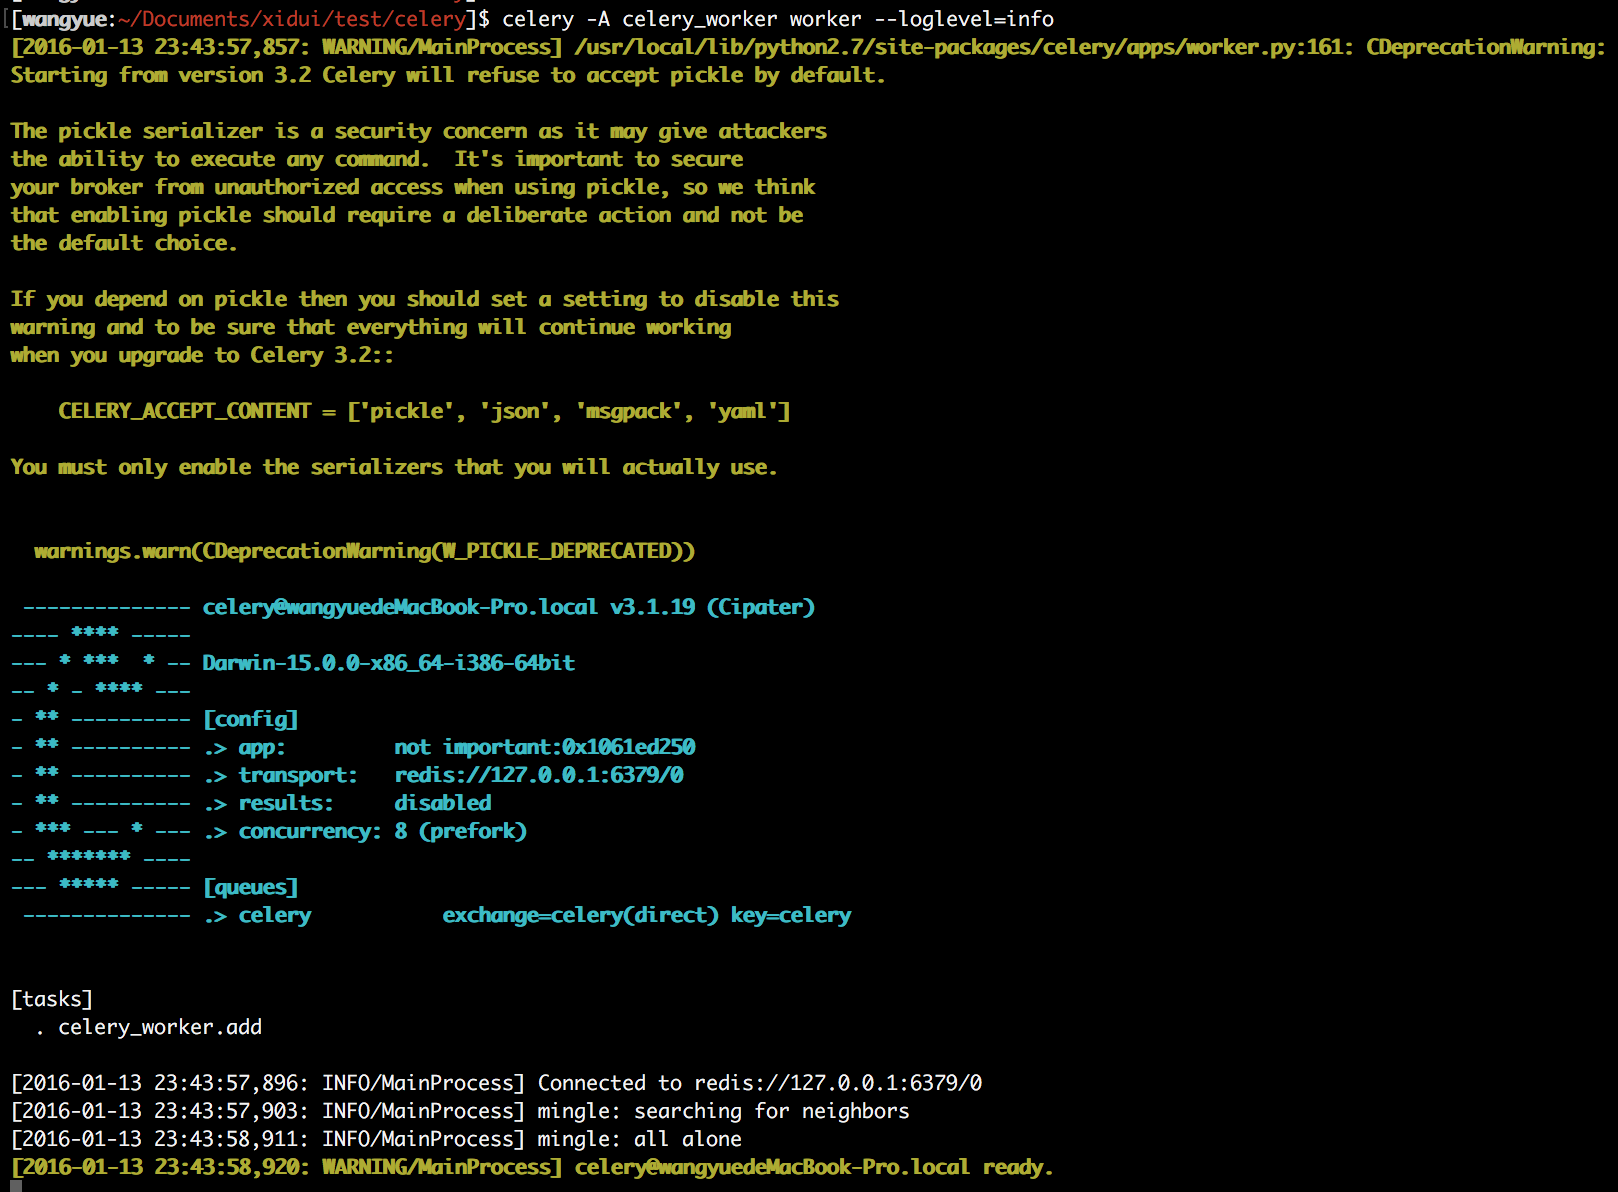 [wangyue:~/Documents/xidui/test/celery]$ celery -A celery_worker worker --loglevel=info
[2016-01-13 23:43:57,857: WARNING/MainProcess] /usr/local/lib/python2.7/site-packages/celery/apps/worker.py:161: CDeprecationWarning:
Starting from version 3.2 Celery will refuse to accept pickle by default.

The pickle serializer is a security concern as it may give attackers
the ability to execute any command.  It's important to secure
your broker from unauthorized access when using pickle, so we think
that enabling pickle should require a deliberate action and not be
the default choice.

If you depend on pickle then you should set a setting to disable this
warning and to be sure that everything will continue working
when you upgrade to Celery 3.2::

    CELERY_ACCEPT_CONTENT = ['pickle', 'json', 'msgpack', 'yaml']

You must only enable the serializers that you will actually use.

  warnings.warn(CDeprecationWarning(W_PICKLE_DEPRECATED))

 -------------- celery@wangyuedeMacBook-Pro.local v3.1.19 (Cipater)
---- **** -----
--- * ***  * -- Darwin-15.0.0-x86_64-i386-64bit
-- * - **** ---
- ** ---------- [config]
- ** ---------- .> app:         not important:0x1061ed250
- ** ---------- .> transport:   redis://127.0.0.1:6379/0
- ** ---------- .> results:     disabled
- *** --- * --- .> concurrency: 8 (prefork)
-- ******* ----
--- ***** ----- [queues]
 -------------- .> celery           exchange=celery(direct) key=celery

[tasks]
  . celery_worker.add

[2016-01-13 23:43:57,896: INFO/MainProcess] Connected to redis://127.0.0.1:6379/0
[2016-01-13 23:43:57,903: INFO/MainProcess] mingle: searching for neighbors
[2016-01-13 23:43:58,911: INFO/MainProcess] mingle: all alone
[2016-01-13 23:43:58,920: WARNING/MainProcess] celery@wangyuedeMacBook-Pro.local ready.